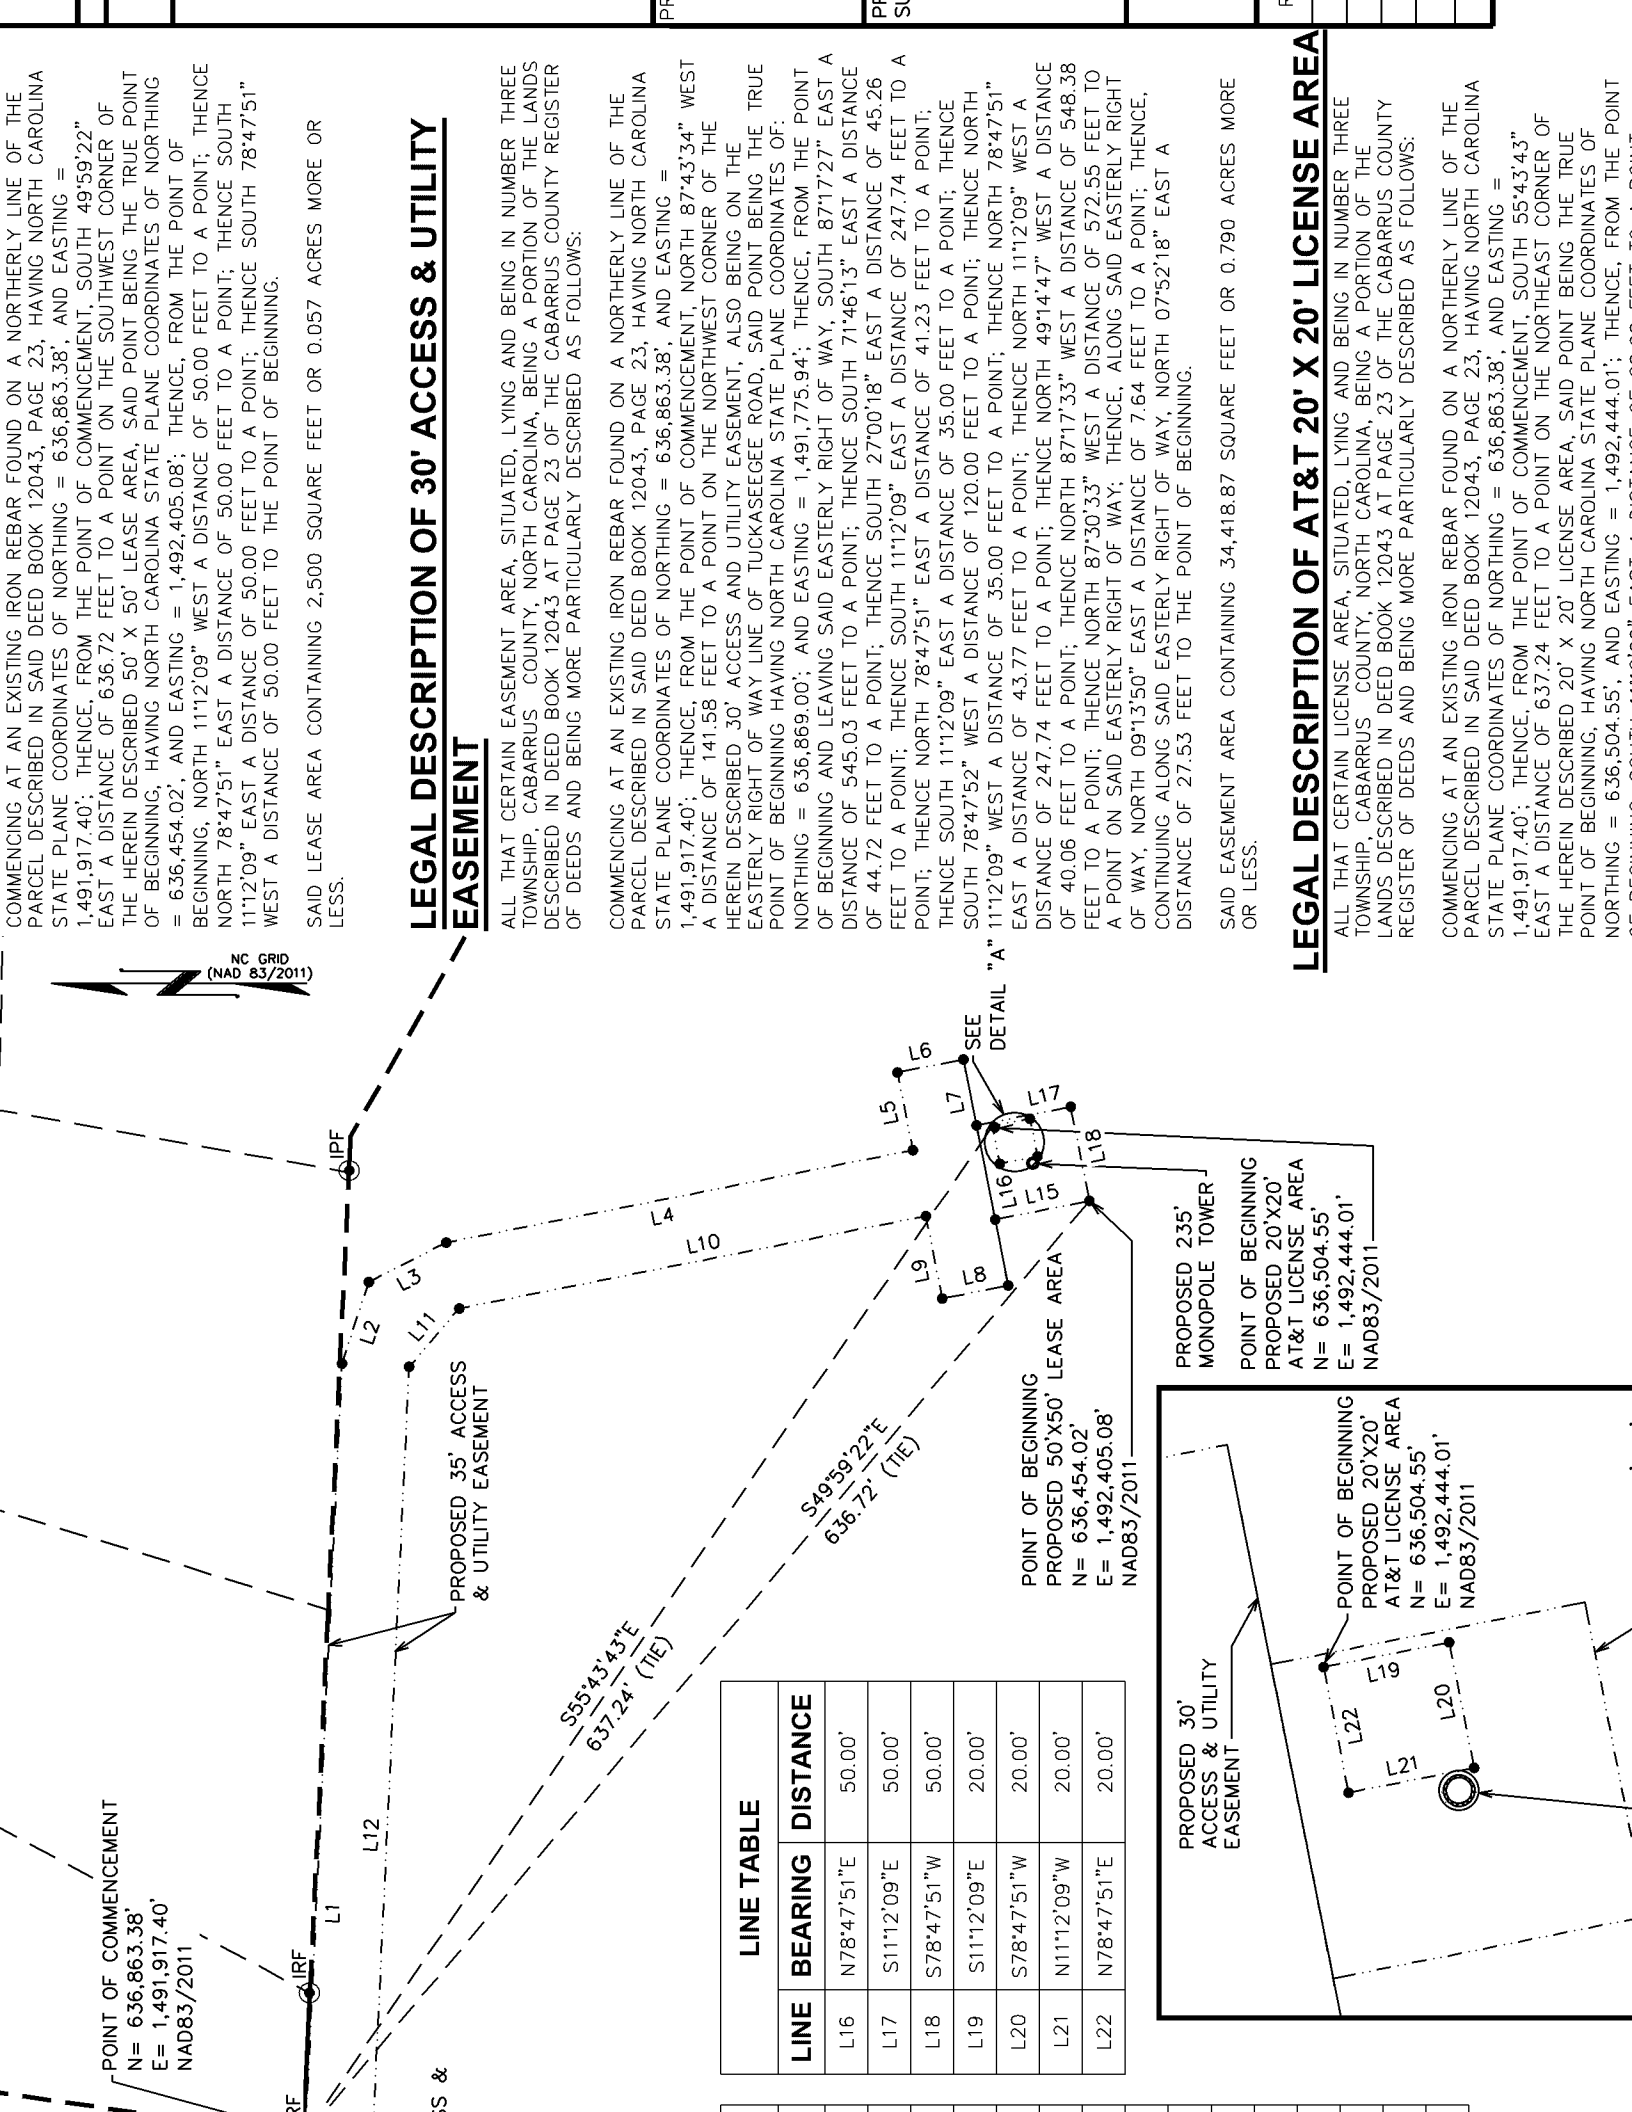 COMMENCING AT AN EXISTING IRON REBAR FOUND ON A NORTHERLY LINE OF THE
PARCEL DESCRIBED IN SAID DEED BOOK 12043, PAGE 23, HAVING NORTH CAROLINA
STATE PLANE COORDINATES OF NORTHING = 636,863.38', AND EASTING =
1,491,917.40'; THENCE, FROM THE POINT OF COMMENCEMENT, SOUTH 49°59'22"
EAST A DISTANCE OF 636.72 FEET TO A POINT ON THE SOUTHWEST CORNER OF
THE HEREIN DESCRIBED 50' X 50' LEASE AREA, SAID POINT BEING THE TRUE POINT
OF BEGINNING, HAVING NORTH CAROLINA STATE PLANE COORDINATES OF NORTHING
= 636,454.02', AND EASTING = 1,492,405.08'; THENCE, FROM THE POINT OF
BEGINNING, NORTH 11°12'09" WEST A DISTANCE OF 50.00 FEET TO A POINT; THENCE
NORTH 78°47'51" EAST A DISTANCE OF 50.00 FEET TO A POINT; THENCE SOUTH
11°12'09" EAST A DISTANCE OF 50.00 FEET TO A POINT; THENCE SOUTH 78°47'51"
WEST A DISTANCE OF 50.00 FEET TO THE POINT OF BEGINNING.
SAID LEASE AREA CONTAINING 2,500 SQUARE FEET OR 0.057 ACRES MORE OR
LESS.
LEGAL DESCRIPTION OF 30' ACCESS & UTILITY
EASEMENT
ALL THAT CERTAIN EASEMENT AREA, SITUATED, LYING AND BEING IN NUMBER THREE
TOWNSHIP, CABARRUS COUNTY, NORTH CAROLINA, BEING A PORTION OF THE LANDS
DESCRIBED IN DEED BOOK 12043 AT PAGE 23 OF THE CABARRUS COUNTY REGISTER
OF DEEDS AND BEING MORE PARTICULARLY DESCRIBED AS FOLLOWS:
COMMENCING AT AN EXISTING IRON REBAR FOUND ON A NORTHERLY LINE OF THE
PARCEL DESCRIBED IN SAID DEED BOOK 12043, PAGE 23, HAVING NORTH CAROLINA
STATE PLANE COORDINATES OF NORTHING = 636,863.38', AND EASTING =
1,491,917.40'; THENCE, FROM THE POINT OF COMMENCEMENT, NORTH 87°43'34" WEST
A DISTANCE OF 141.58 FEET TO A POINT ON THE NORTHWEST CORNER OF THE
HEREIN DESCRIBED 30' ACCESS AND UTILITY EASEMENT, ALSO BEING ON THE
EASTERLY RIGHT OF WAY LINE OF TUCKASEEGEE ROAD, SAID POINT BEING THE TRUE
POINT OF BEGINNING HAVING NORTH CAROLINA STATE PLANE COORDINATES OF:
NORTHING = 636,869.00'; AND EASTING = 1,491,775.94'; THENCE, FROM THE POINT
OF BEGINNING AND LEAVING SAID EASTERLY RIGHT OF WAY, SOUTH 87°17'27" EAST A
DISTANCE OF 545.03 FEET TO A POINT; THENCE SOUTH 71°46'13" EAST A DISTANCE
OF 44.72 FEET TO A POINT; THENCE SOUTH 27°00'18" EAST A DISTANCE OF 45.26
FEET TO A POINT; THENCE SOUTH 11°12'09" EAST A DISTANCE OF 247.74 FEET TO A
POINT; THENCE NORTH 78°47'51" EAST A DISTANCE OF 41.23 FEET TO A POINT;
THENCE SOUTH 11°12'09" EAST A DISTANCE OF 35.00 FEET TO A POINT; THENCE
SOUTH 78°47'52" WEST A DISTANCE OF 120.00 FEET TO A POINT; THENCE NORTH
11°12'09" WEST A DISTANCE OF 35.00 FEET TO A POINT; THENCE NORTH 78°47'51"
EAST A DISTANCE OF 43.77 FEET TO A POINT; THENCE NORTH 11°12'09" WEST A
DISTANCE OF 247.74 FEET TO A POINT; THENCE NORTH 49°14'47" WEST A DISTANCE
OF 40.06 FEET TO A POINT; THENCE NORTH 87°17'33" WEST A DISTANCE OF 548.38
FEET TO A POINT; THENCE NORTH 87°30'33" WEST A DISTANCE OF 572.55 FEET TO
A POINT ON SAID EASTERLY RIGHT OF WAY; THENCE, ALONG SAID EASTERLY RIGHT
OF WAY, NORTH 09°13'50" EAST A DISTANCE OF 7.64 FEET TO A POINT; THENCE,
CONTINUING ALONG SAID EASTERLY RIGHT OF WAY, NORTH 07°52'18" EAST A
DISTANCE OF 27.53 FEET TO THE POINT OF BEGINNING.
SAID EASEMENT AREA CONTAINING 34,418.87 SQUARE FEET OR 0.790 ACRES MORE
OR LESS.
LEGAL DESCRIPTION OF AT&T 20' X 20' LICENSE AREA
ALL THAT CERTAIN LICENSE AREA, SITUATED, LYING AND BEING IN NUMBER THREE
TOWNSHIP, CABARRUS COUNTY, NORTH CAROLINA, BEING A PORTION OF THE
LANDS DESCRIBED IN DEED BOOK 12043 AT PAGE 23 OF THE CABARRUS COUNTY
REGISTER OF DEEDS AND BEING MORE PARTICULARLY DESCRIBED AS FOLLOWS:
COMMENCING AT AN EXISTING IRON REBAR FOUND ON A NORTHERLY LINE OF THE
PARCEL DESCRIBED IN SAID DEED BOOK 12043, PAGE 23, HAVING NORTH CAROLINA
STATE PLANE COORDINATES OF NORTHING = 636,863.38', AND EASTING =
1,491,917.40'; THENCE, FROM THE POINT OF COMMENCEMENT, SOUTH 55°43'43"
EAST A DISTANCE OF 637.24 FEET TO A POINT ON THE NORTHEAST CORNER OF
THE HEREIN DESCRIBED 20' X 20' LICENSE AREA, SAID POINT BEING THE TRUE
POINT OF BEGINNING, HAVING NORTH CAROLINA STATE PLANE COORDINATES OF
NORTHING = 636,504.55', AND EASTING = 1,492,444.01'; THENCE, FROM THE POINT
NC GRID
(NAD 83/2011)
POINT OF COMMENCEMENT
N= 636,863.38'
E= 1,491,917.40'
NAD83/2011
RF
IRF
IPF
L1
L2
L3
L4
L5
L6
L7
L8
L9
L10
L11
L12
L15
L16
L17
L18
SEE
DETAIL "A"
PROPOSED 35' ACCESS
& UTILITY EASEMENT
S55°43'43"E
637.24' (TIE)
S49°59'22"E
636.72' (TIE)
POINT OF BEGINNING
PROPOSED 50'X50' LEASE AREA
N= 636,454.02'
E= 1,492,405.08'
NAD83/2011
PROPOSED 235'
MONOPOLE TOWER
POINT OF BEGINNING
PROPOSED 20'X20'
AT&T LICENSE AREA
N= 636,504.55'
E= 1,492,444.01'
NAD83/2011
LINE TABLE
LINE BEARING DISTANCE
L16 N78°47'51"E 50.00'
L17 S11°12'09"E 50.00'
L18 S78°47'51"W 50.00'
L19 S11°12'09"E 20.00'
L20 S78°47'51"W 20.00'
L21 N11°12'09"W 20.00'
L22 N78°47'51"E 20.00'
PROPOSED 30'
ACCESS & UTILITY
EASEMENT
POINT OF BEGINNING
PROPOSED 20'X20'
AT&T LICENSE AREA
N= 636,504.55'
E= 1,492,444.01'
NAD83/2011
L19
L20
L21
L22